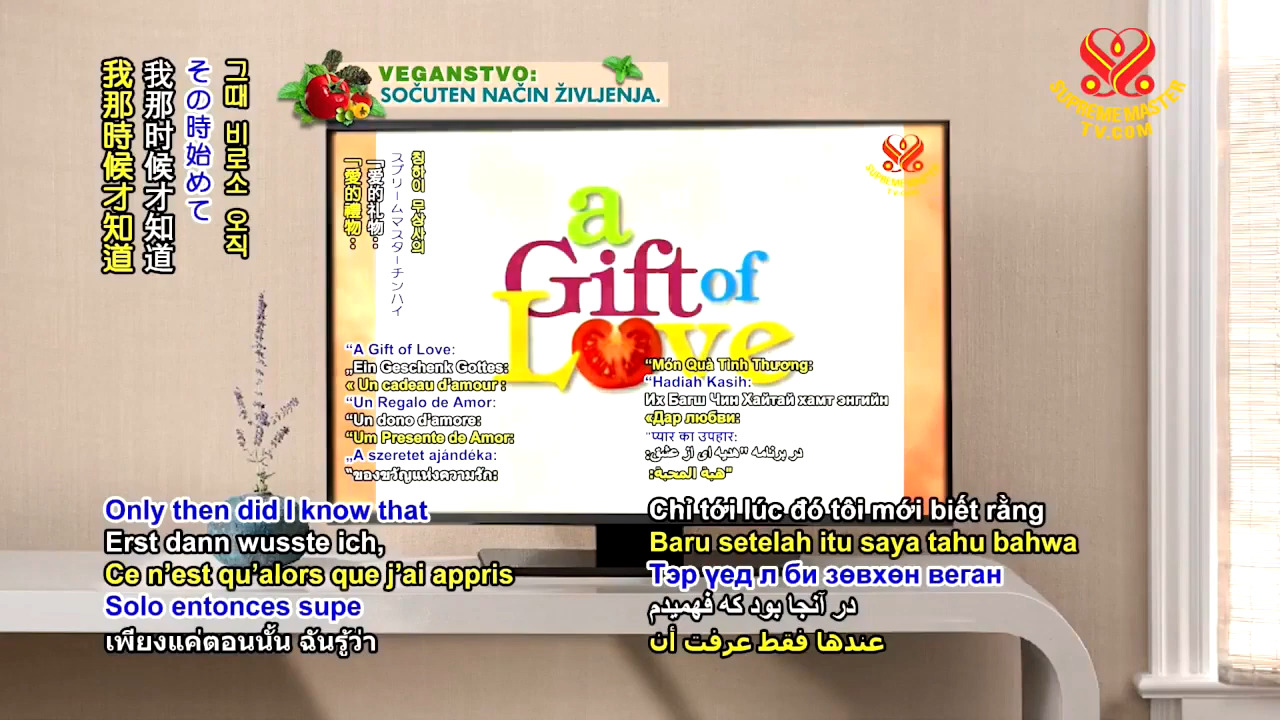 그때 비로소 오직
その時始めて
我那时候才知道
我那時候才知道
VEGANSTVO:
SOČUTEN NAČIN ŽIVLJENJA.
SUPREME MASTER
TV.COM
칭하이 무상사의
スプリームマスターチンハイ
「爱的礼物:
「愛的禮物:
SUPREME MASTER
a
Gift of
Love
“A Gift of Love:
„Ein Geschenk Gottes:
« Un cadeau d’amour :
“Un Regalo de Amor:
“Un dono d’amore:
“Um Presente de Amor:
„A szeretet ajándéka:
“ของขวัญแห่งความรัก:
“Món Quà Tình Thương:
“Hadiah Kasih:
Их Багш Чин Хайтай хамт энгийн
«Дар любви:
"प्यार का उपहार:
در برنامه "هدیه ای از عشق:
هبة المحبة:"
Only then did I know that
Erst dann wusste ich,
Ce n’est qu’alors que j’ai appris
Solo entonces supe
เพียงแค่ตอนนั้น ฉันรู้ว่า
Chỉ tới lúc đó tôi mới biết rằng
Baru setelah itu saya tahu bahwa
Тэр үед л би зөвхөн веган
در آنجا بود که فهمیدم
عندها فقط عرفت أن